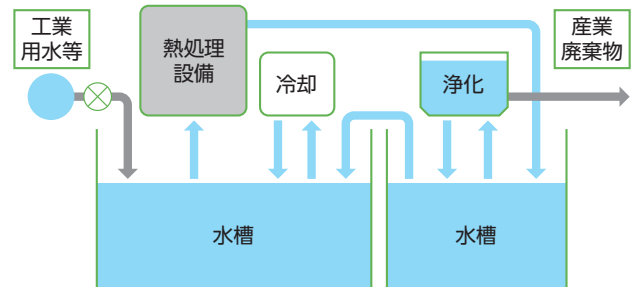 工業
用水等
熱処理
設備
冷却
浄化
産業
廃棄物
水槽
水槽